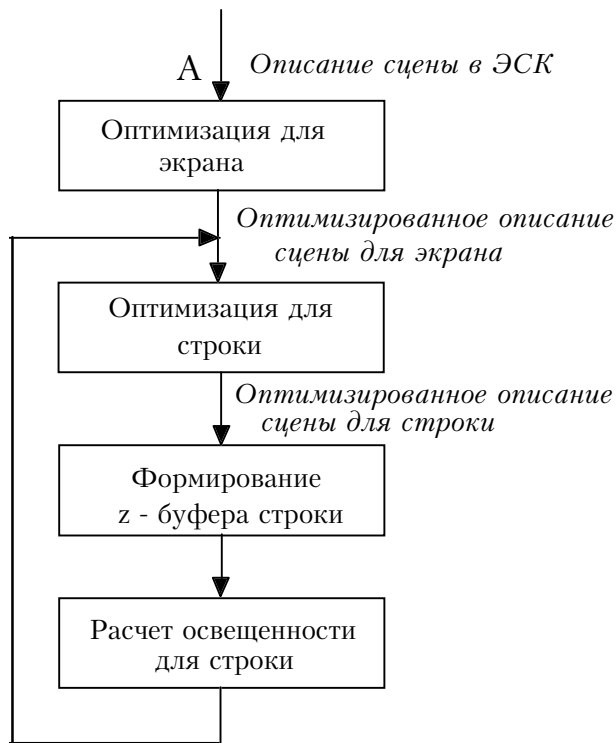 А
Описание сцены в ЭСК
Оптимизация для
экрана
Оптимизированное описание
сцены для экрана
Оптимизация для
строки
Оптимизированное описание
сцены для строки
Формирование
z - буфера строки
Расчет освещенности
для строки